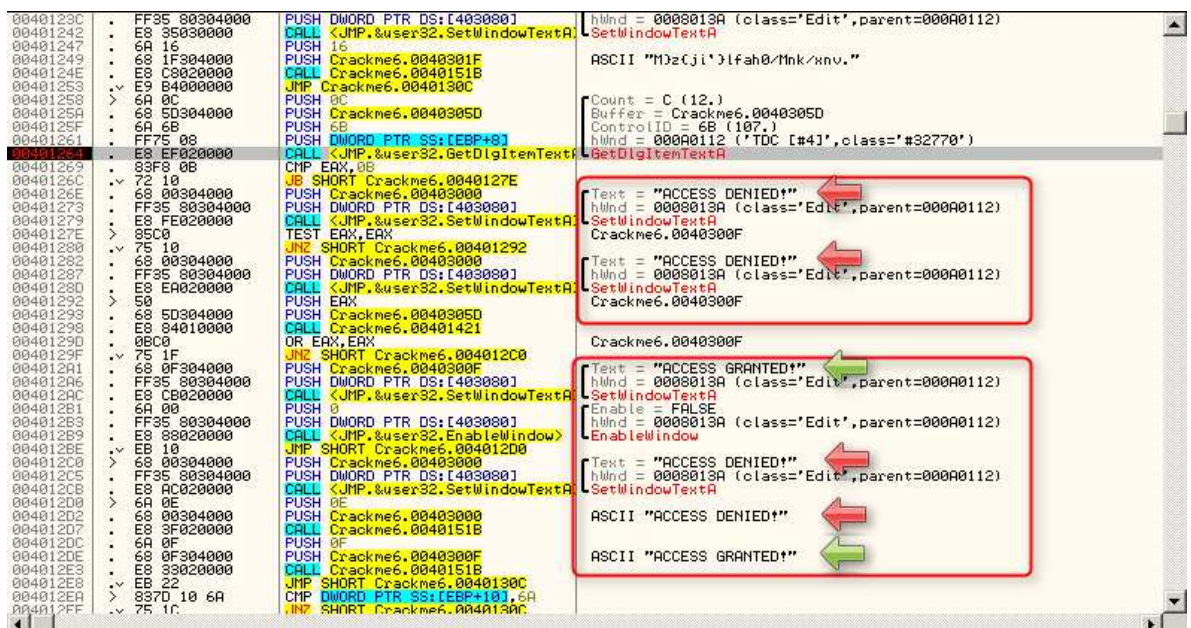 0040123C . FF35 80304000 PUSH DWORD PTR DS:[403080] hWnd = 0008013A (class='Edit',parent=000A0112)
00401242 . E8 35030000 CALL <JMP.&user32.SetWindowTextA> SetWindowTextA
00401247 . 6A 16 PUSH 16
00401249 . 68 1F304000 PUSH Crackme6.0040301F ASCII "M}z{ji'}lfah0/Mnk/xnv."
0040124E . E8 C8020000 CALL Crackme6.0040151B
00401253 .v E9 B4000000 JMP Crackme6.0040130C
00401258 > 6A 0C PUSH 0C Count = C (12.)
0040125A . 68 5D304000 PUSH Crackme6.0040305D Buffer = Crackme6.0040305D
0040125F . 6A 6B PUSH 6B ControlID = 6B (107.)
00401261 . FF75 08 PUSH DWORD PTR SS:[EBP+8] hWnd = 000A0112 ('TDC [#4]',class='#32770')
00401264 . E8 EF020000 CALL <JMP.&user32.GetDlgItemTextA GetDlgItemTextA
00401269 . 83F8 0B CMP EAX,0B
0040126C .v 72 10 JB SHORT Crackme6.0040127E
0040126E . 68 00304000 PUSH Crackme6.00403000 Text = "ACCESS DENIED!"
00401273 . FF35 80304000 PUSH DWORD PTR DS:[403080] hWnd = 0008013A (class='Edit',parent=000A0112)
00401279 . E8 FE020000 CALL <JMP.&user32.SetWindowTextA> SetWindowTextA
0040127E > 85C0 TEST EAX,EAX Crackme6.0040300F
00401280 .v 75 10 JNZ SHORT Crackme6.00401292
00401282 . 68 00304000 PUSH Crackme6.00403000 Text = "ACCESS DENIED!"
00401287 . FF35 80304000 PUSH DWORD PTR DS:[403080] hWnd = 0008013A (class='Edit',parent=000A0112)
0040128D . E8 EA020000 CALL <JMP.&user32.SetWindowTextA> SetWindowTextA
00401292 > 50 PUSH EAX Crackme6.0040300F
00401293 . 68 5D304000 PUSH Crackme6.0040305D
00401298 . E8 84010000 CALL Crackme6.00401421
0040129D . 0BC0 OR EAX,EAX Crackme6.0040300F
0040129F .v 75 1F JNZ SHORT Crackme6.004012C0
004012A1 . 68 0F304000 PUSH Crackme6.0040300F Text = "ACCESS GRANTED!"
004012A6 . FF35 80304000 PUSH DWORD PTR DS:[403080] hWnd = 0008013A (class='Edit',parent=000A0112)
004012AC . E8 CB020000 CALL <JMP.&user32.SetWindowTextA> SetWindowTextA
004012B1 . 6A 00 PUSH 0 Enable = FALSE
004012B3 . FF35 80304000 PUSH DWORD PTR DS:[403080] hWnd = 0008013A (class='Edit',parent=000A0112)
004012B9 . E8 88020000 CALL <JMP.&user32.EnableWindow> EnableWindow
004012BE .v EB 10 JMP SHORT Crackme6.004012D0
004012C0 > 68 00304000 PUSH Crackme6.00403000 Text = "ACCESS DENIED!"
004012C5 . FF35 80304000 PUSH DWORD PTR DS:[403080] hWnd = 0008013A (class='Edit',parent=000A0112)
004012CB . E8 AC020000 CALL <JMP.&user32.SetWindowTextA> SetWindowTextA
004012D0 > 6A 0E PUSH 0E
004012D2 . 68 00304000 PUSH Crackme6.00403000 ASCII "ACCESS DENIED!"
004012D7 . E8 3F020000 CALL Crackme6.0040151B
004012DC . 6A 0F PUSH 0F
004012DE . 68 0F304000 PUSH Crackme6.0040300F ASCII "ACCESS GRANTED!"
004012E3 . E8 33020000 CALL Crackme6.0040151B
004012E8 .v EB 22 JMP SHORT Crackme6.0040130C
004012EA > 837D 10 6A CMP DWORD PTR SS:[EBP+10],6A
004012EE .v 75 1C JNZ SHORT Crackme6.0040130C